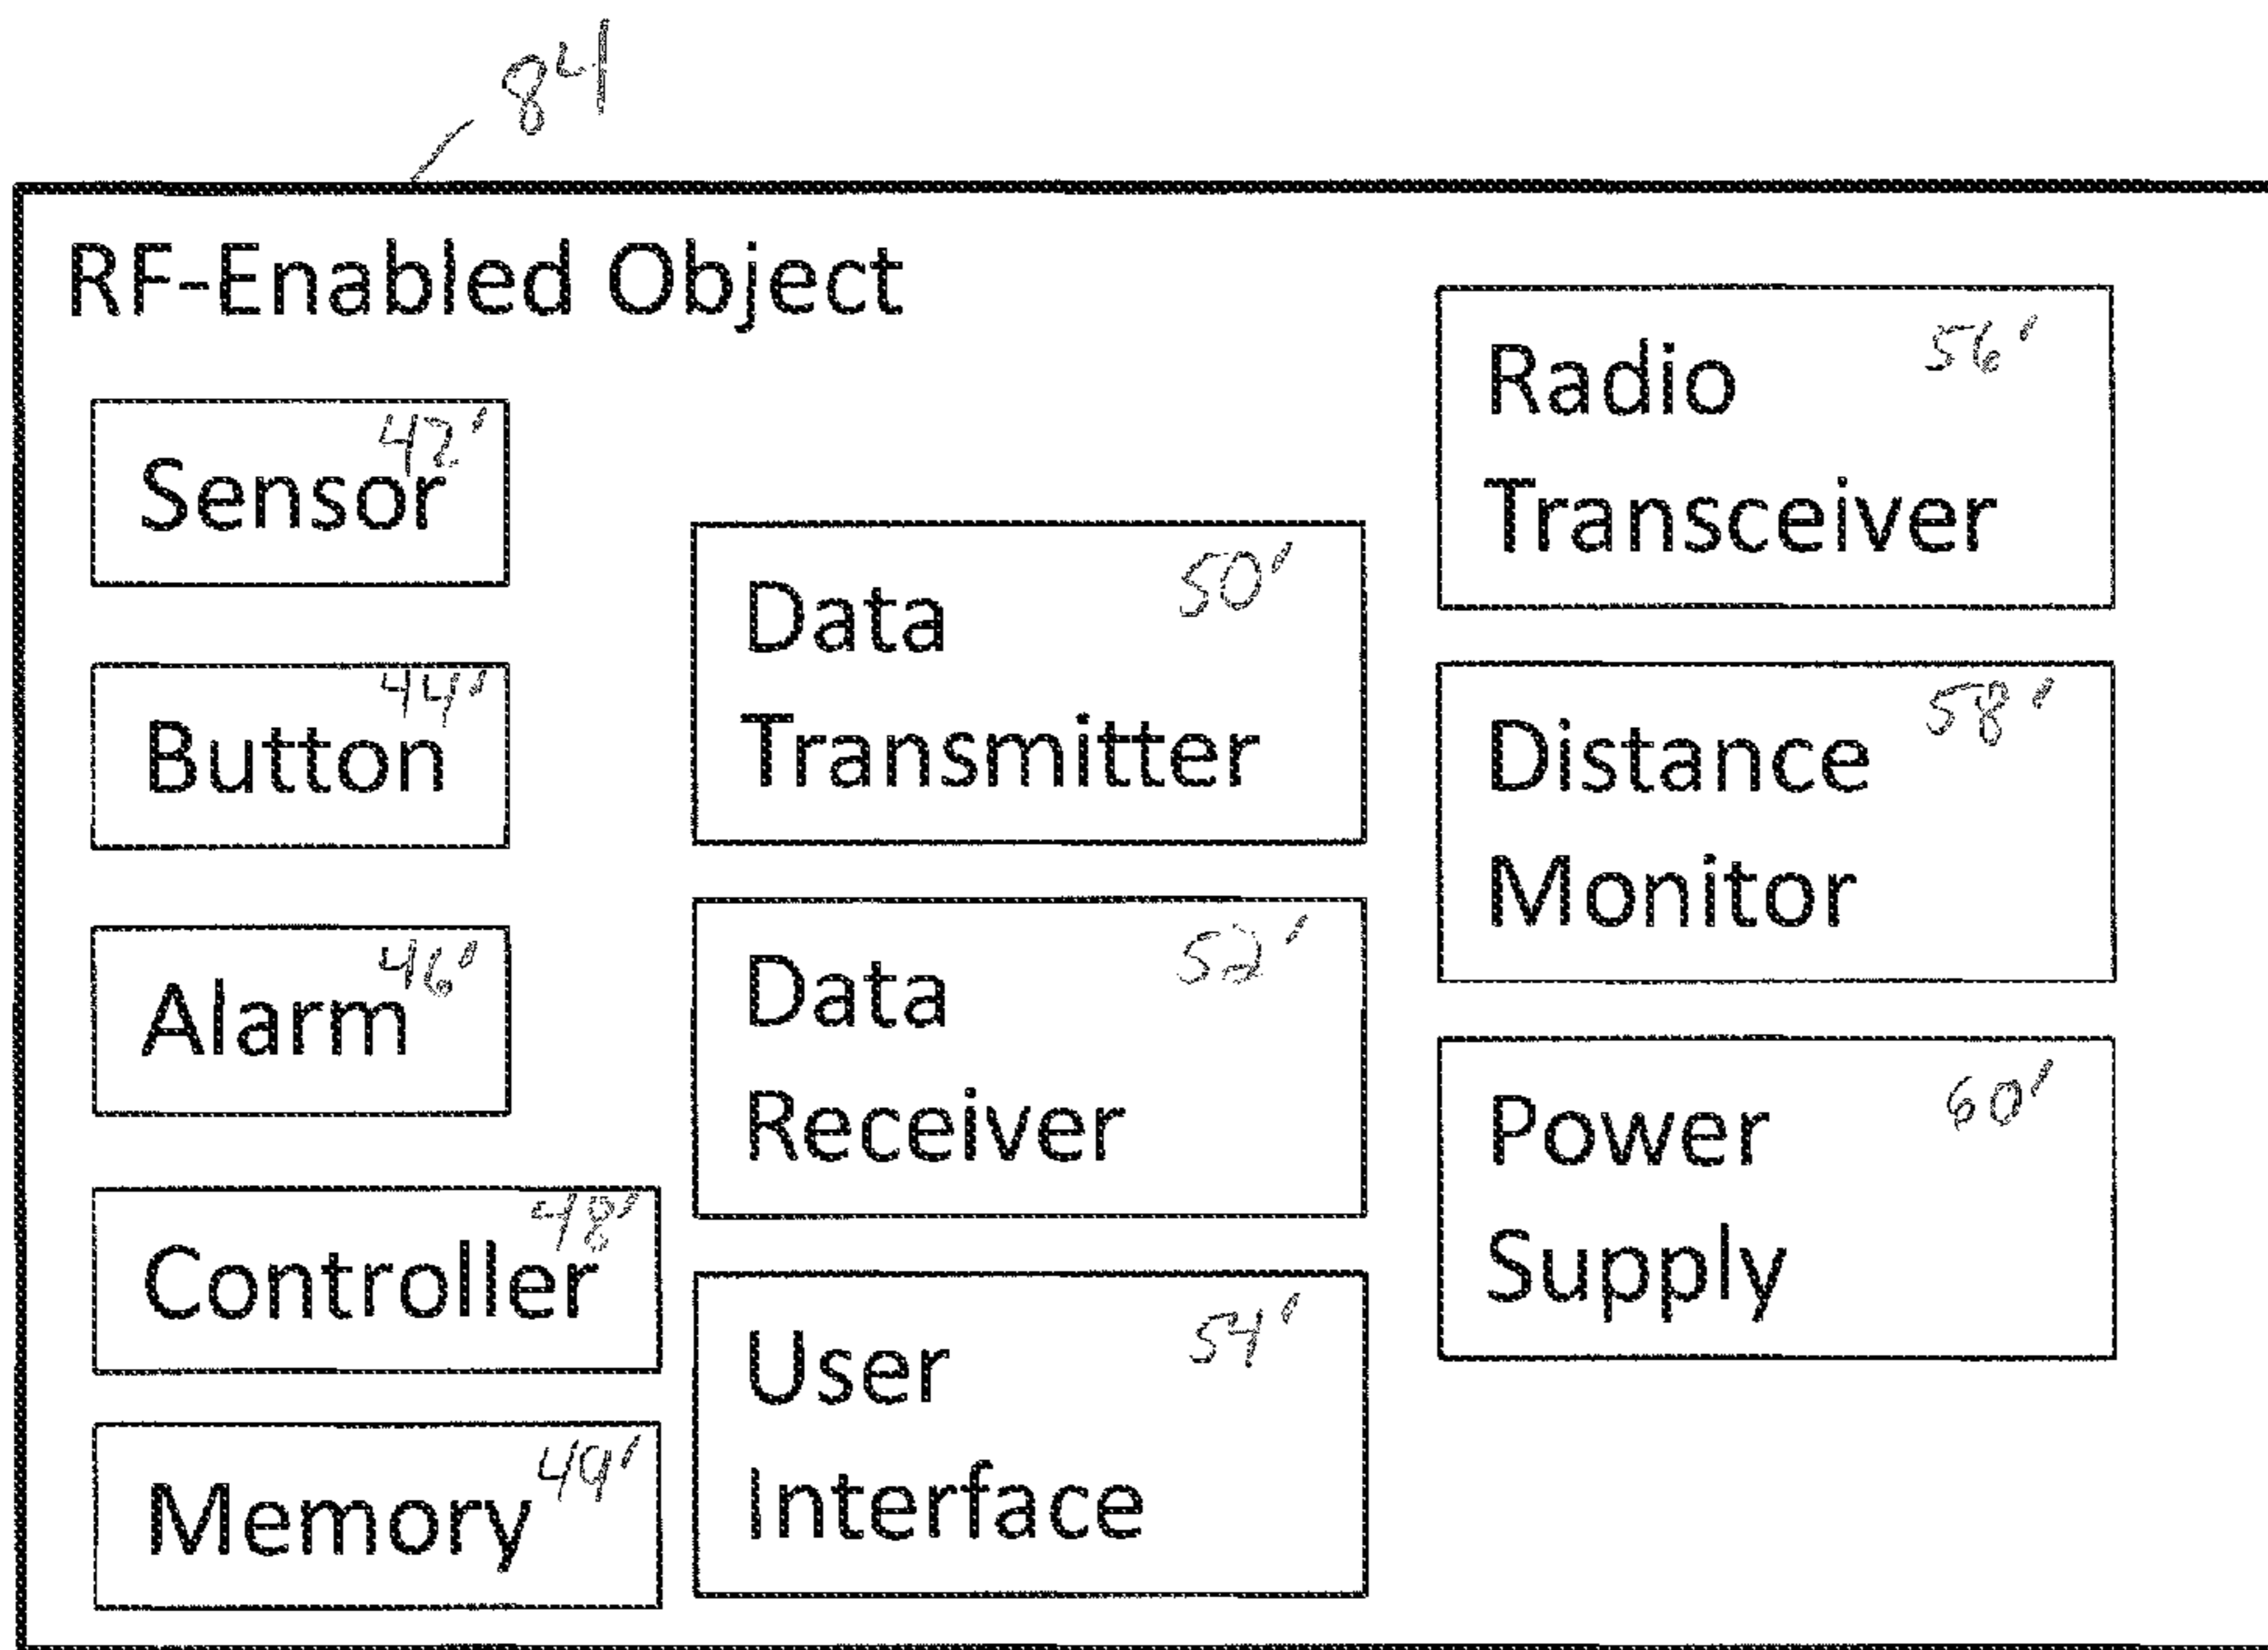 84
RF-Enabled Object
42'
Sensor
44'
Button
46'
Alarm
48'
Controller
49'
Memory
50'
Data
Transmitter
52'
Data
Receiver
54'
User
Interface
56'
Radio
Transceiver
58'
Distance
Monitor
60'
Power
Supply